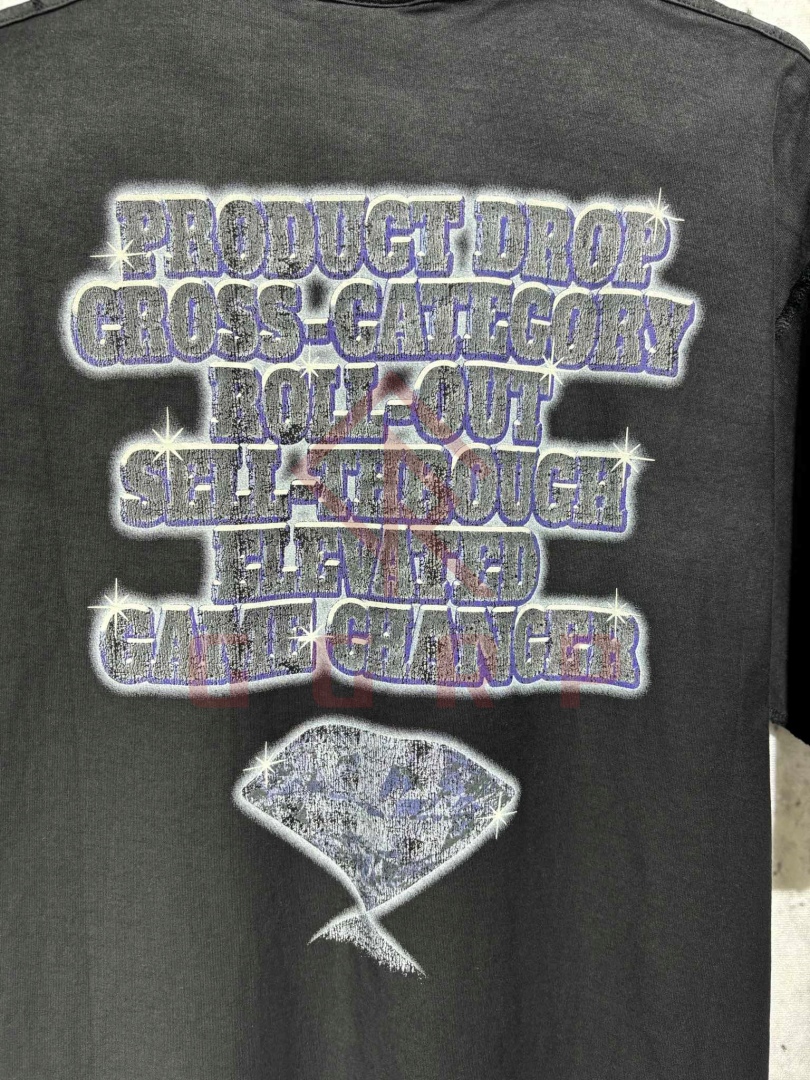 PRODUCT DROP
CROSS-CATEGORY
ROLL-OUT
SELL-THROUGH
ELEVATED
GAME CHANGER